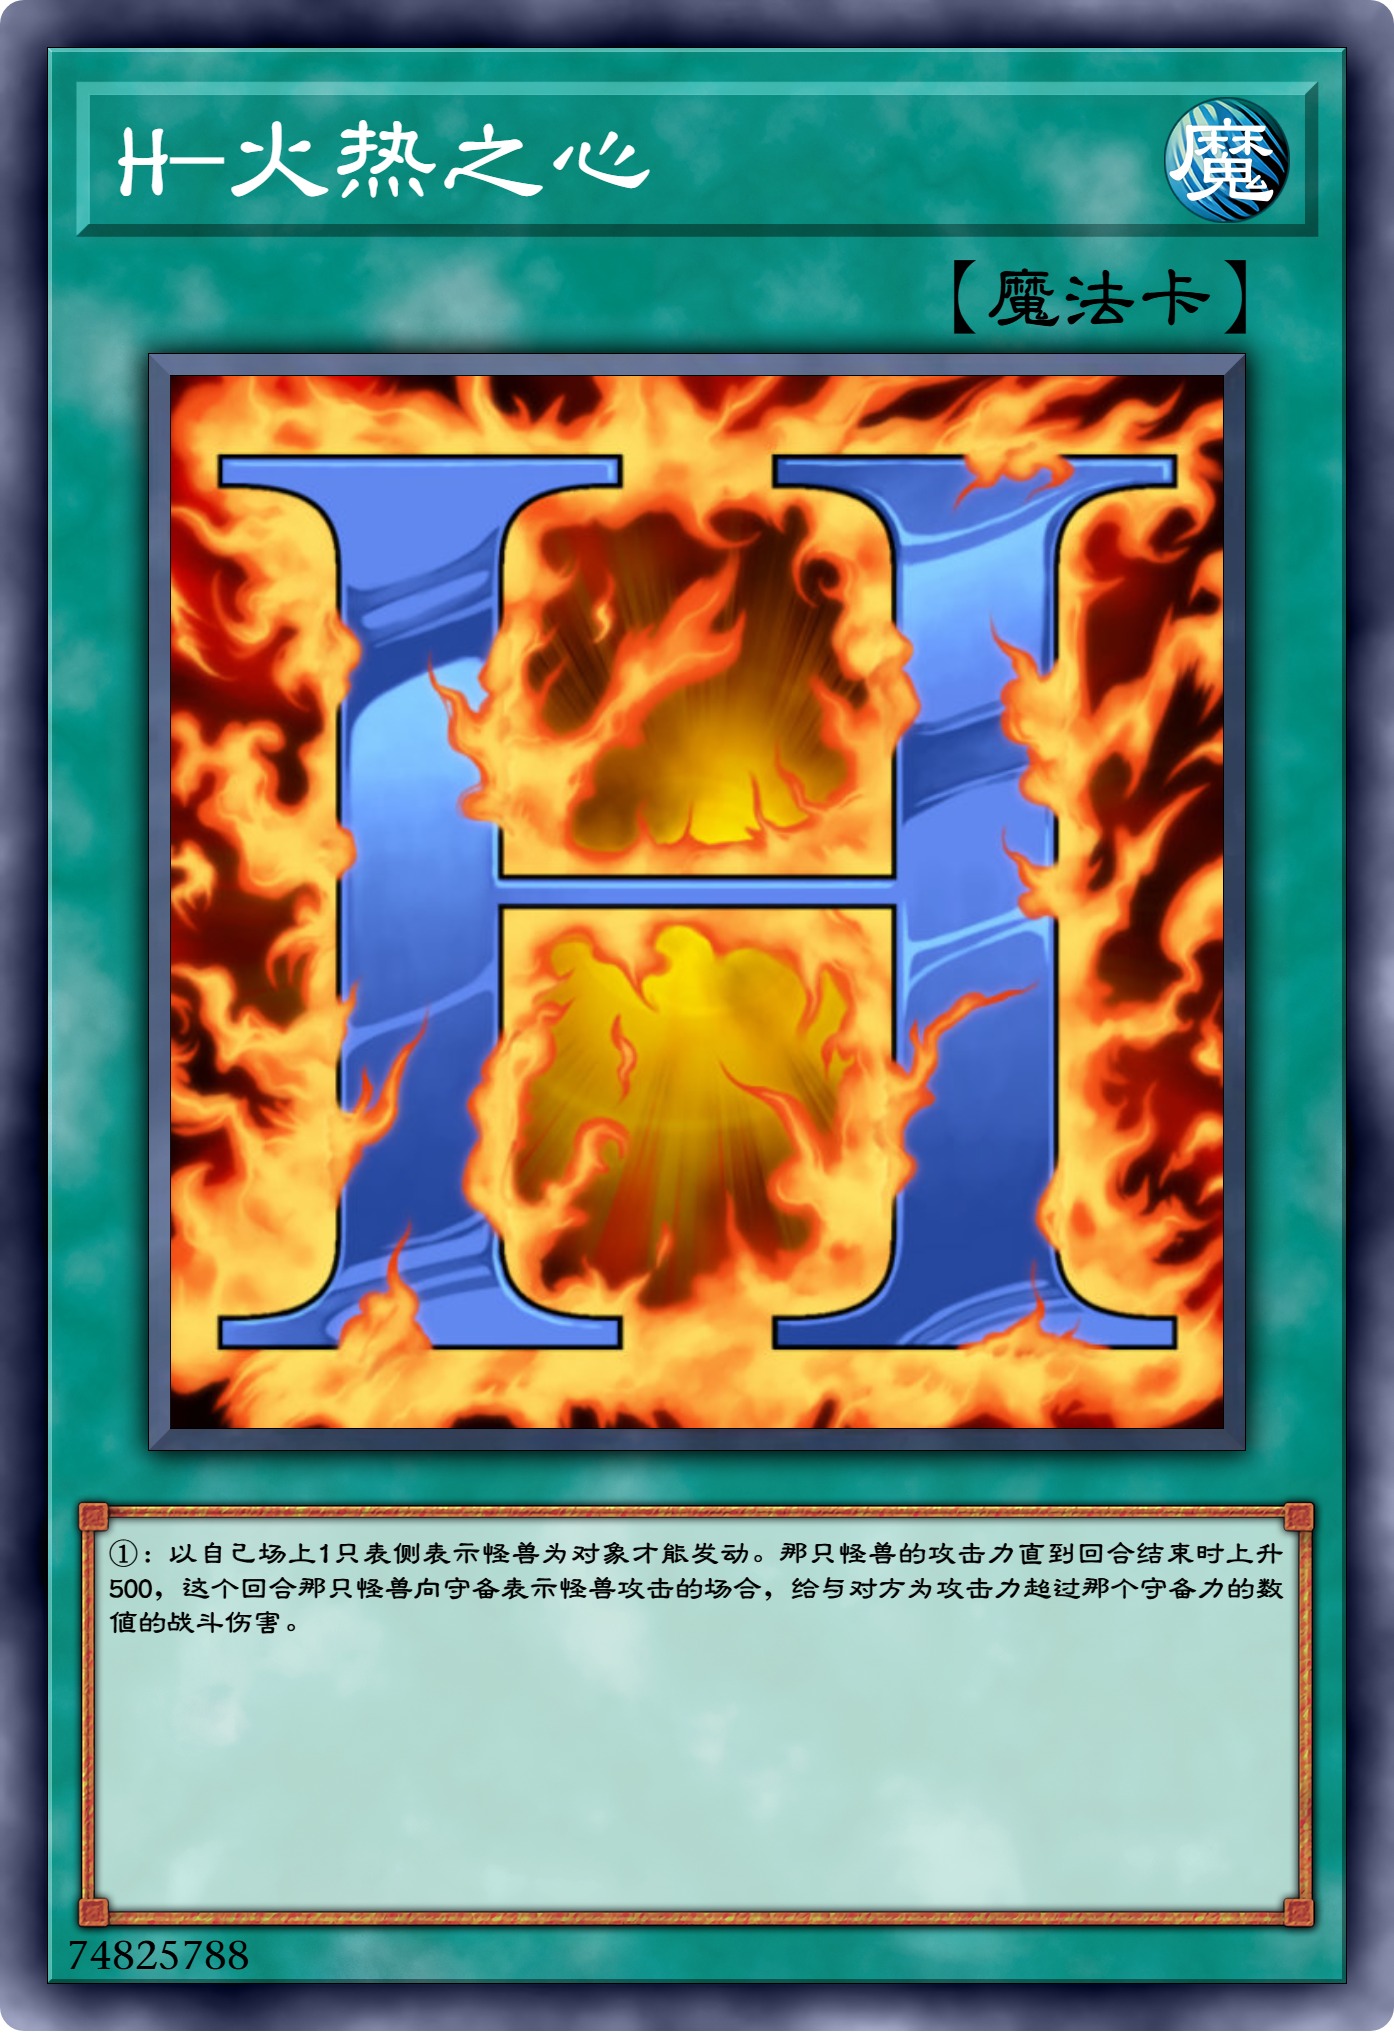 H-火热之心
魔
【魔法卡】
H
①：以自己场上1只表侧表示怪兽为对象才能发动。那只怪兽的攻击力直到回合结束时上升
500，这个回合那只怪兽向守备表示怪兽攻击的场合，给与对方为攻击力超过那个守备力的数
值的战斗伤害。
74825788